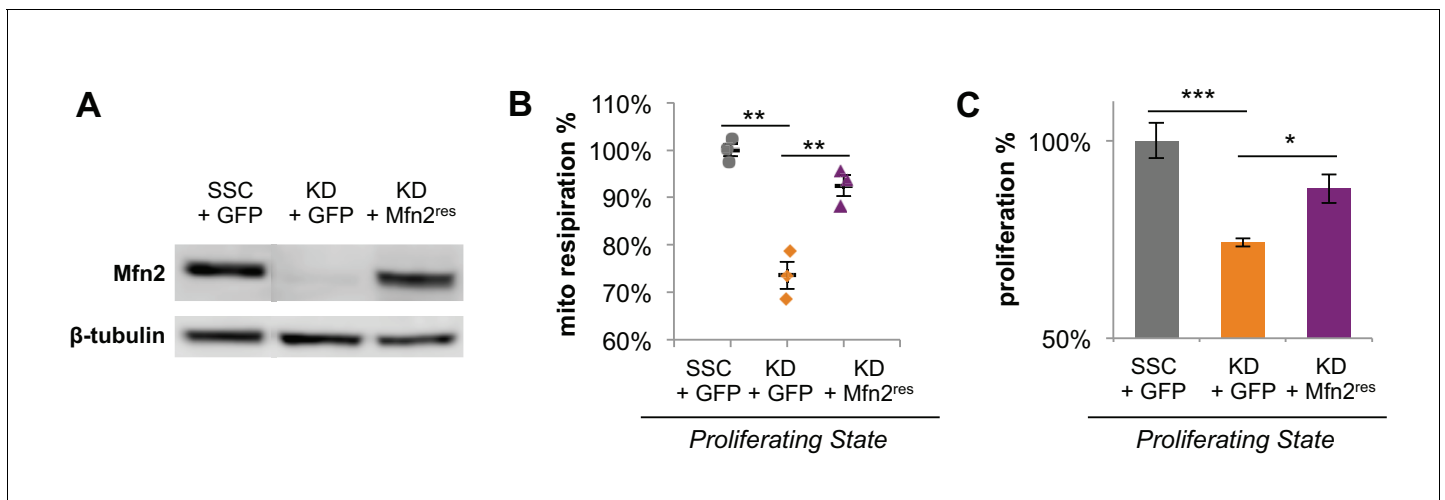 A
SSC KD KD
+ GFP + GFP + Mfn2res
Mfn2
β-tubulin
B
mito resipiration %
110%
100%
90%
80%
70%
60%
**
**
SSC KD KD
+ GFP + GFP + Mfn2res
Proliferating State
C
proliferation %
100%
50%
***
*
SSC KD KD
+ GFP + GFP + Mfn2res
Proliferating State